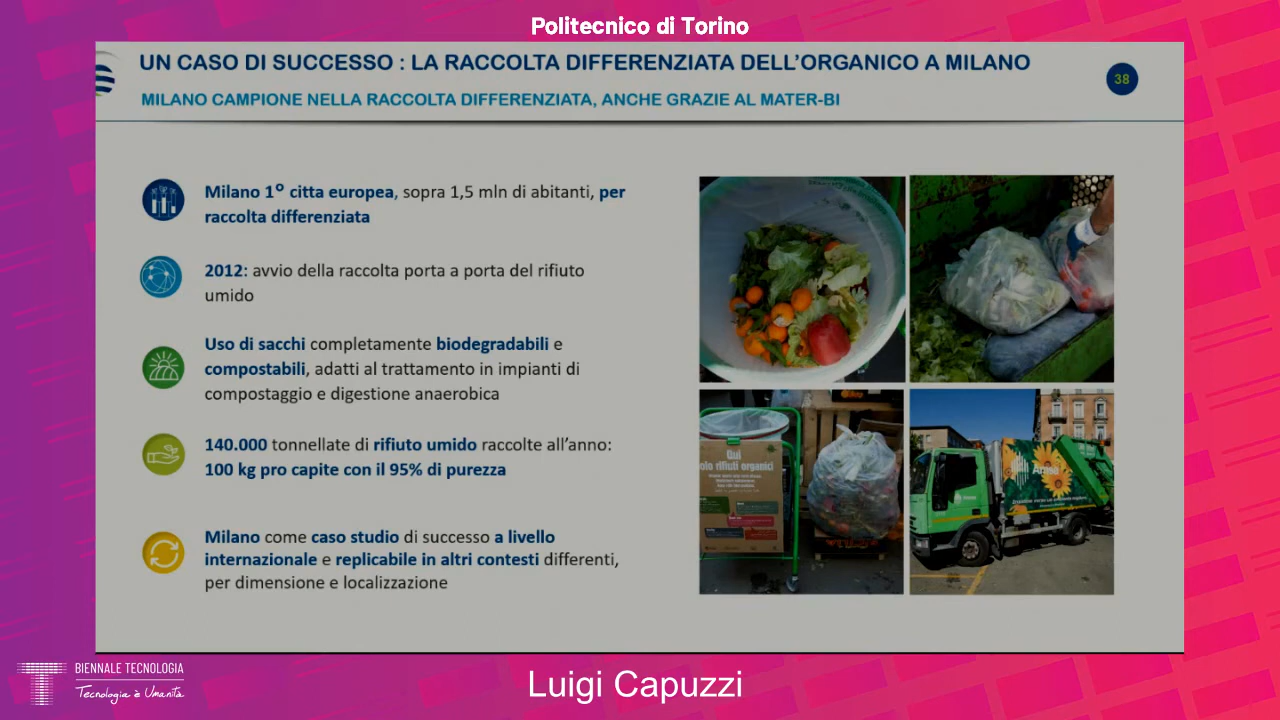 Politecnico di Torino
UN CASO DI SUCCESSO : LA RACCOLTA DIFFERENZIATA DELL'ORGANICO A MILANO
38
MILANO CAMPIONE NELLA RACCOLTA DIFFERENZIATA, ANCHE GRAZIE AL MATER-BI
Milano 1° citta europea, sopra 1,5 mln di abitanti, per
raccolta differenziata
2012: avvio della raccolta porta a porta del rifiuto
umido
Uso di sacchi completamente biodegradabili e
compostabili, adatti al trattamento in impianti di
compostaggio e digestione anaerobica
140.000 tonnellate di rifiuto umido raccolte all'anno:
100 kg pro capite con il 95% di purezza
Milano come caso studio di successo a livello
internazionale e replicabile in altri contesti differenti,
per dimensione e localizzazione
Qui
olo rifiuti organici
Amsa
BIENNALE TECNOLOGIA
Tecnologia è Umanità
Luigi Capuzzi